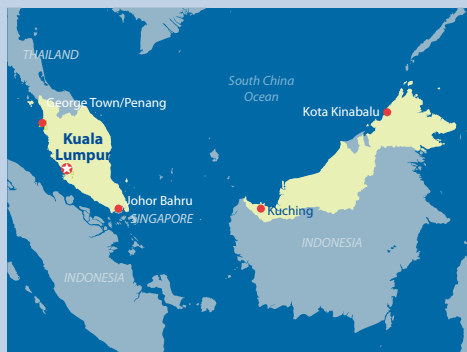 THAILAND
George Town/Penang
South China
Ocean
Kota Kinabalu
Kuala
Lumpur
Johor Bahru
SINGAPORE
Kuching
INDONESIA
INDONESIA